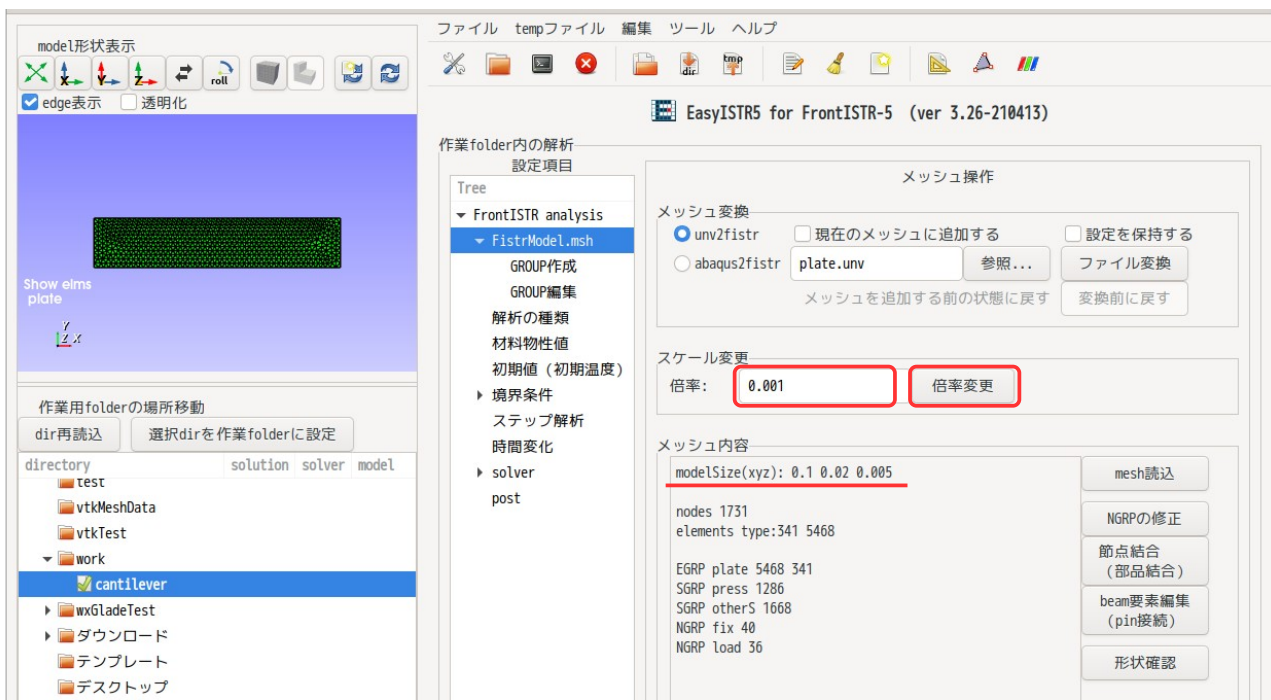 model形状表示
x
y
z
roll
edge表示 透明化
Show elms
plate
Y
Z X
作業用folderの場所移動
dir再読込 選択dirを作業folderに設定
directory solution solver model
test
vtkMeshData
vtkTest
work
cantilever
wxGladeTest
ダウンロード
テンプレート
デスクトップ
ファイル tempファイル 編集 ツール ヘルプ
dir tmp
EasyISTR5 for FrontISTR-5 (ver 3.26-210413)
作業folder内の解析
設定項目
Tree
FrontISTR analysis
FistrModel.msh
GROUP作成
GROUP編集
解析の種類
材料物性値
初期値 (初期温度)
境界条件
ステップ解析
時間変化
solver
post
メッシュ操作
メッシュ変換
unv2fistr 現在のメッシュに追加する 設定を保持する
abaqus2fistr plate.unv 参照... ファイル変換
メッシュを追加する前の状態に戻す 変換前に戻す
スケール変更
倍率: 0.001 倍率変更
メッシュ内容
modelSize(xyz): 0.1 0.02 0.005
nodes 1731
elements type:341 5468
EGRP plate 5468 341
SGRP press 1286
SGRP otherS 1668
NGRP fix 40
NGRP load 36
mesh読込
NGRPの修正
節点結合
(部品結合)
beam要素編集
(pin接続)
形状確認